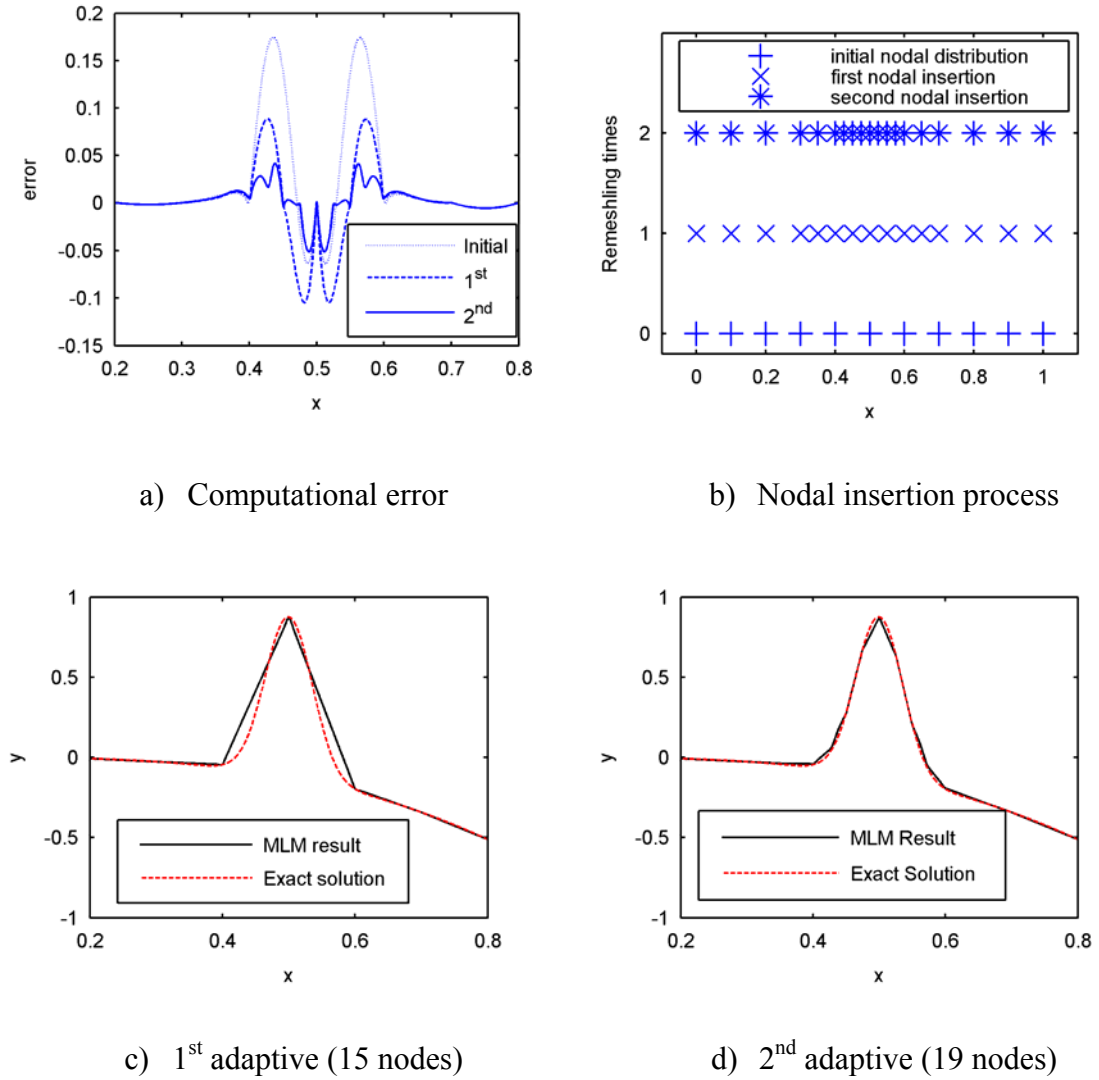 0.2
0.15
0.1
0.05
0
-0.05
-0.1
-0.15
error
0.2 0.3 0.4 0.5 0.6 0.7 0.8
x
Initial
1st
2nd
initial nodal distribution
first nodal insertion
second nodal insertion
2
1
0
Remeshling times
0 0.2 0.4 0.6 0.8 1
x
a) Computational error
b) Nodal insertion process
1
0.5
0
-0.5
-1
y
0.2 0.4 0.6 0.8
x
MLM result
Exact solution
1
0.5
0
-0.5
-1
y
0.2 0.4 0.6 0.8
x
MLM Result
Exact Solution
c) 1st adaptive (15 nodes)
d) 2nd adaptive (19 nodes)